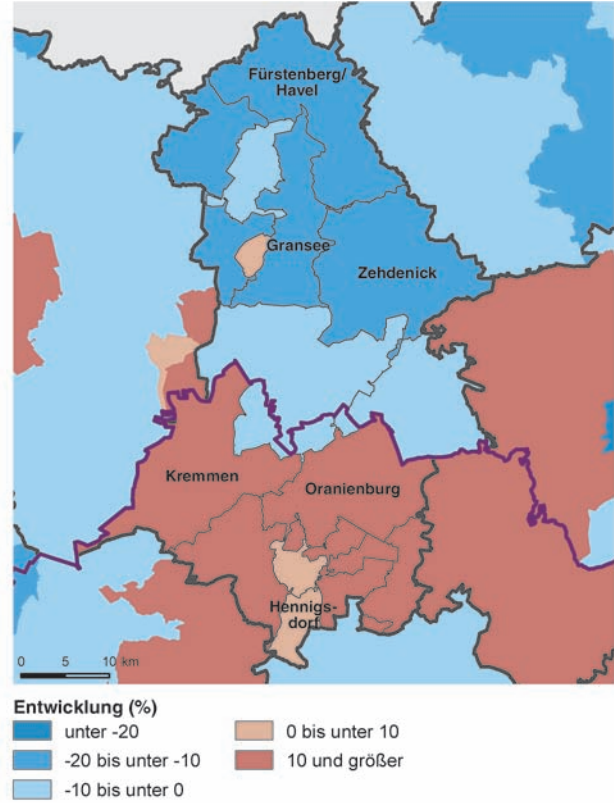 Fürstenberg/
Havel
Gransee
Zehdenick
Kremmen
Oranienburg
Hennigs-
dorf
0 5 10 km
Entwicklung (%)
unter -20
-20 bis unter -10
-10 bis unter 0
0 bis unter 10
10 und größer